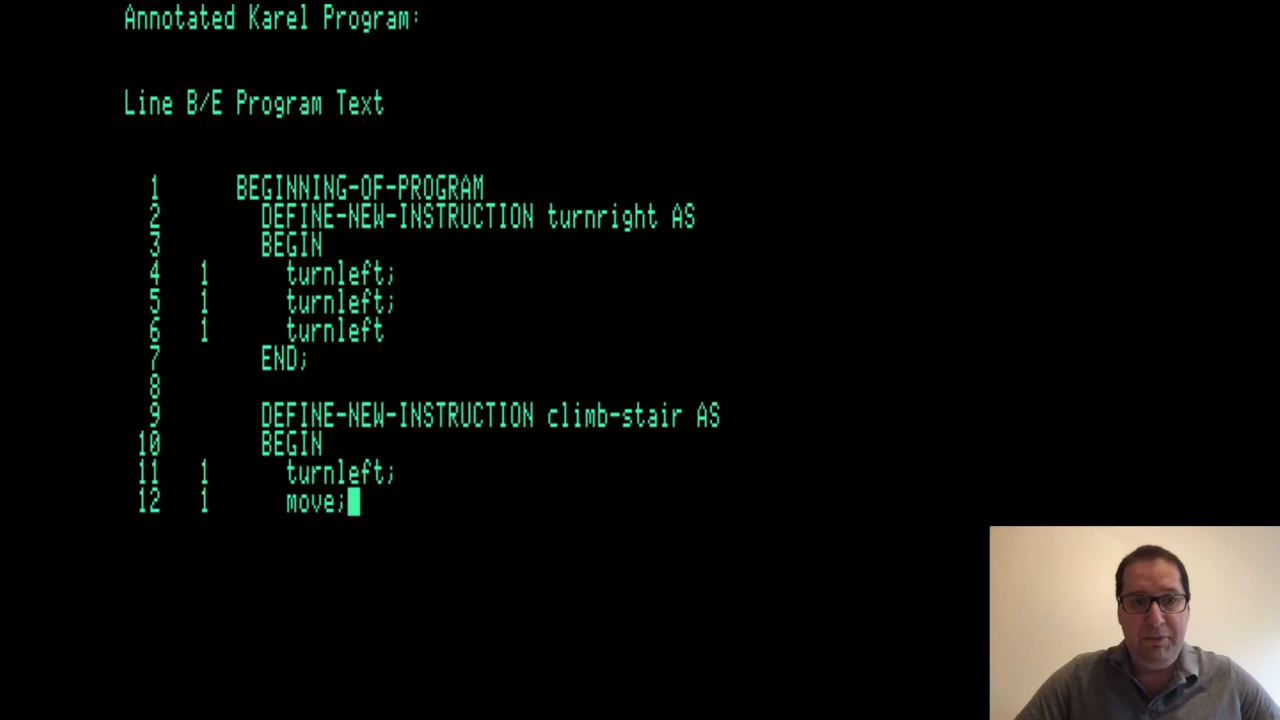 Annotated Karel Program:
Line B/E Program Text
1 BEGINNING-OF-PROGRAM
2 DEFINE-NEW-INSTRUCTION turnright AS
3 BEGIN
4 1 turnleft;
5 1 turnleft;
6 1 turnleft
7 END;
8
9 DEFINE-NEW-INSTRUCTION climb-stair AS
10 BEGIN
11 1 turnleft;
12 1 move;